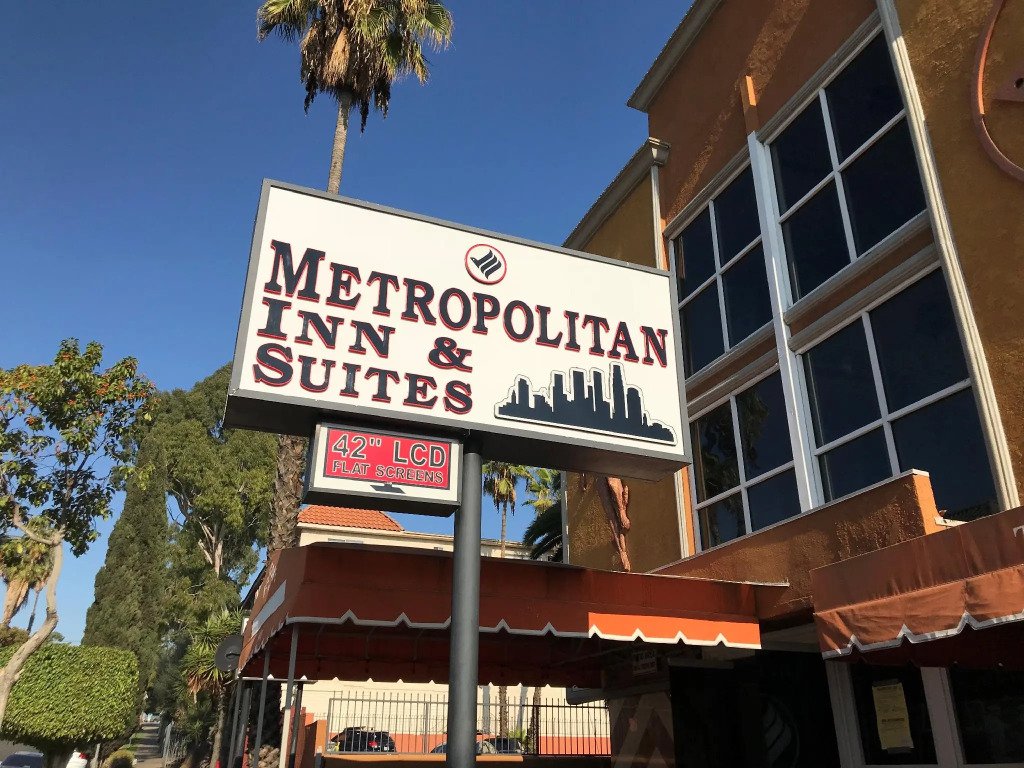 METROPOLITAN
INN &
SUITES
42" LCD
FLAT SCREENS